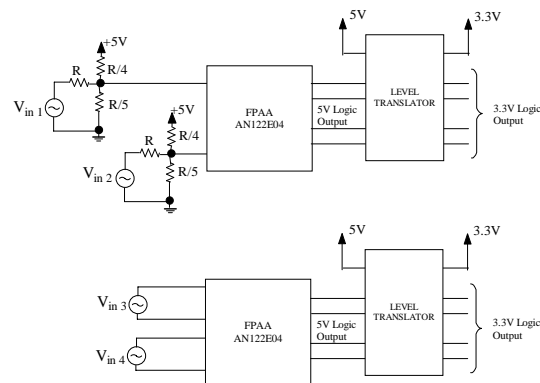 5V
3.3V
+5V
R
R/4
V in 1
R/5
FPAA
AN122E04
5V Logic
Output
LEVEL
TRANSLATOR
3.3V Logic
Output
+5V
R
R/4
V in 2
R/5
5V
3.3V
V in 3
V in 4
FPAA
AN122E04
5V Logic
Output
LEVEL
TRANSLATOR
3.3V Logic
Output